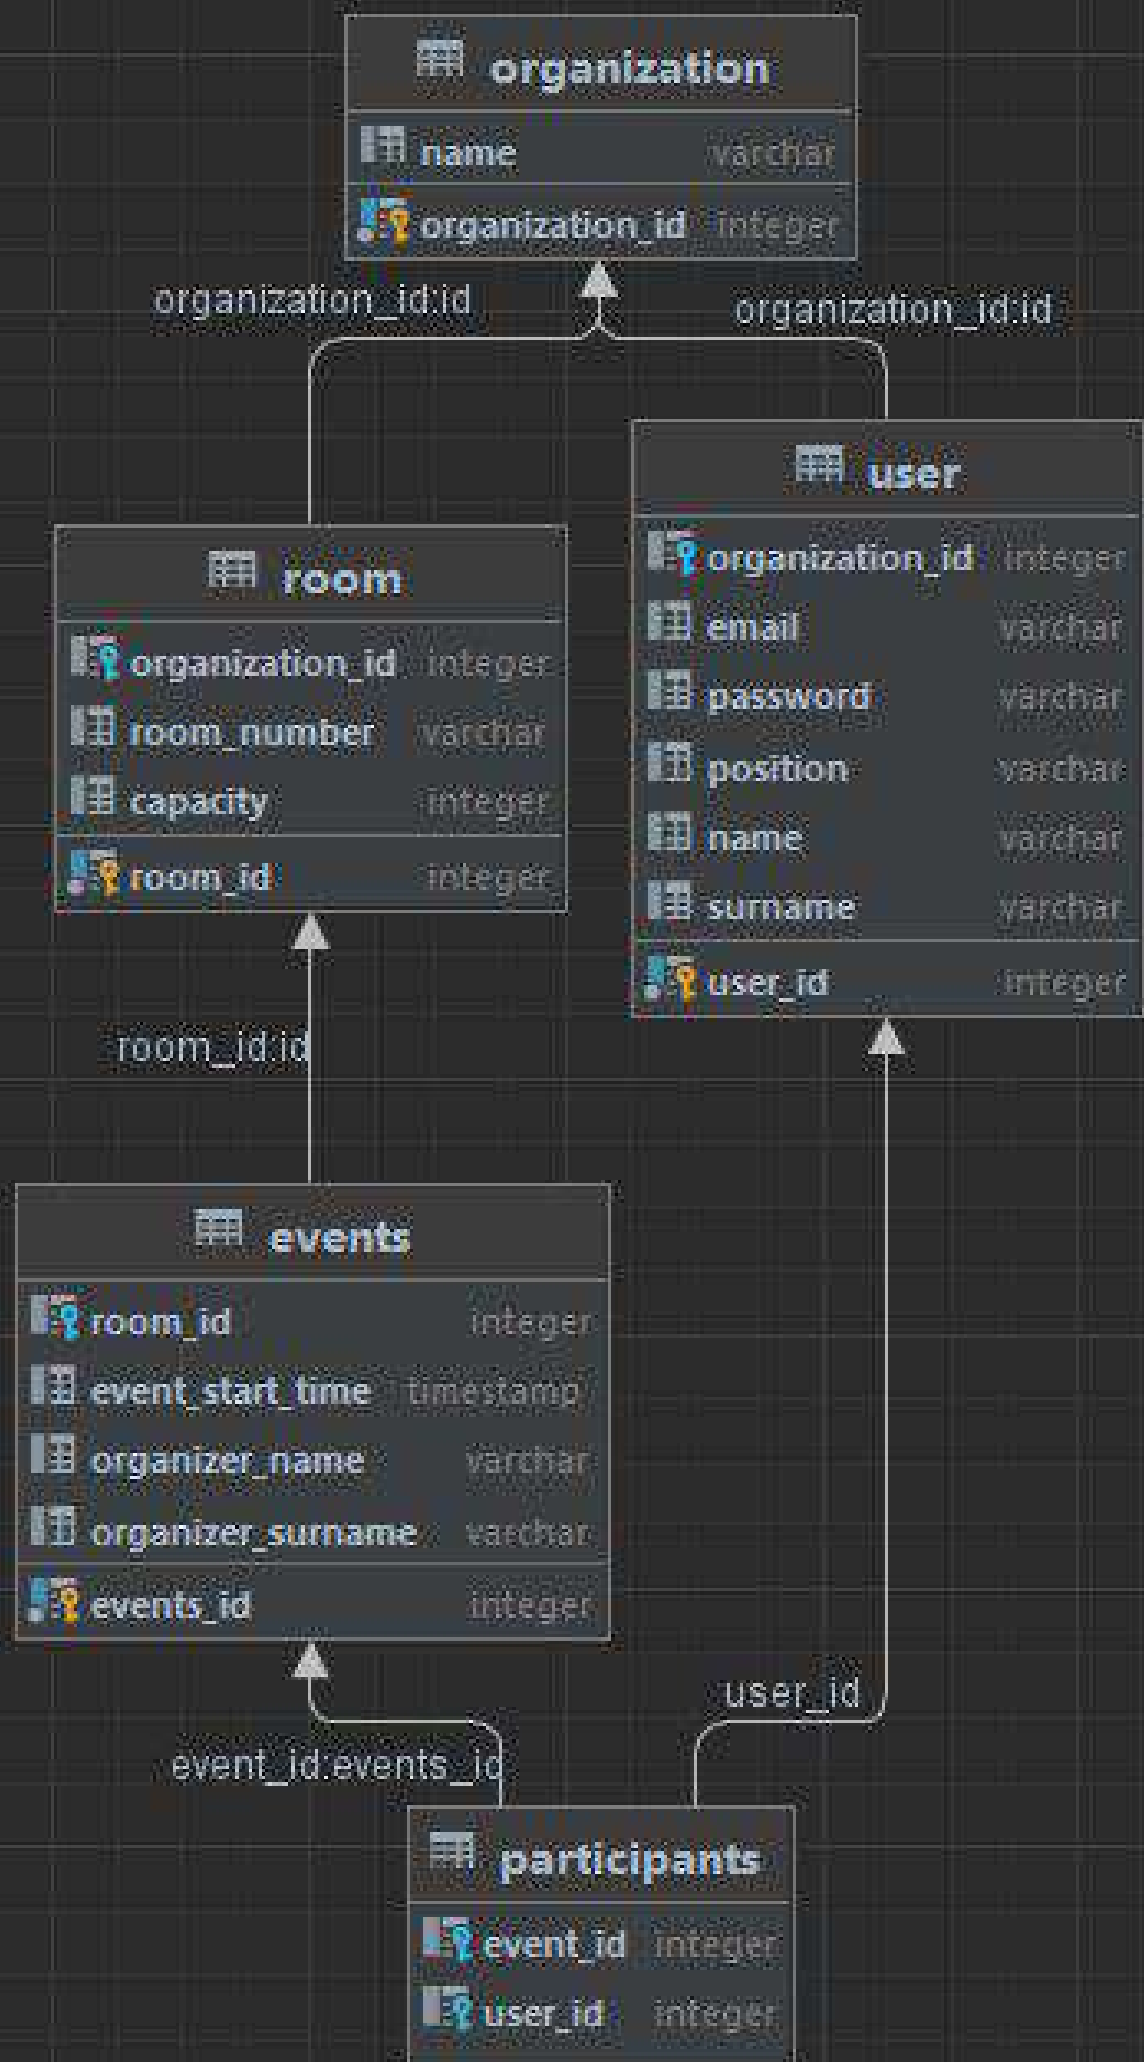 organization
name varchar
organization_id integer
organization_id:id
organization_id:id
user
organization_id integer
email varchar
password varchar
position varchar
name varchar
surname varchar
user_id integer
room
organization_id integer
room_number varchar
capacity integer
room_id integer
room_id:id
events
room_id integer
event_start_time timestamp
organizer_name varchar
organizer_surname varchar
events_id integer
user_id
event_id:events_id
participants
event_id integer
user_id integer